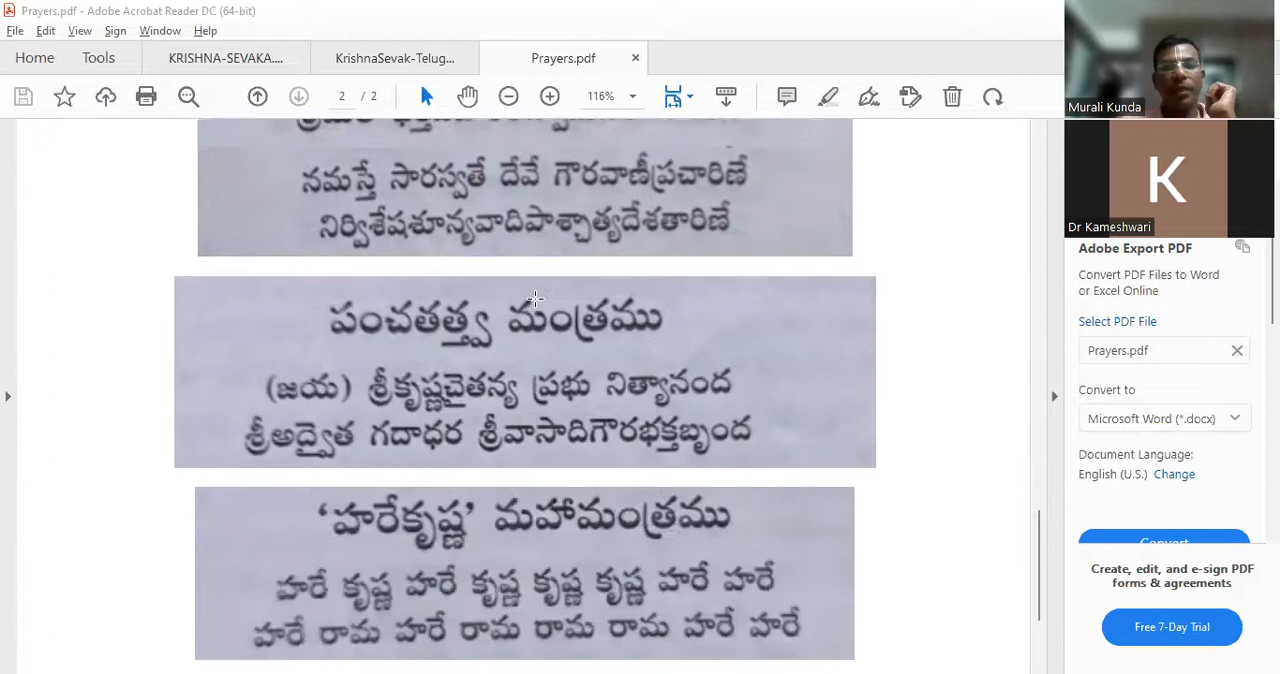 Prayers.pdf - Adobe Acrobat Reader DC (64-bit)
File Edit View Sign Window Help
Home Tools KRISHNA-SEVAKA.... KrishnaSevak-Telug... Prayers.pdf ×
2 / 2 116%
నమస్తే సారస్వతే దేవే గౌరవాణీప్రచారిణే
నిర్విశేషశూన్యవాదిపాశ్చాత్యదేశతారిణే
పంచతత్త్వ మంత్రము
(జయ) శ్రీకృష్ణచైతన్య ప్రభు నిత్యానంద
శ్రీఅద్వైత గదాధర శ్రీవాసాదిగౌరభక్తబృంద
‘హరేకృష్ణ’ మహామంత్రము
హరే కృష్ణ హరే కృష్ణ కృష్ణ కృష్ణ హరే హరే
హరే రామ హరే రామ రామ రామ హరే హరే
Murali Kunda
K
Dr Kameshwari
Adobe Export PDF
Convert PDF Files to Word
or Excel Online
Select PDF File
Prayers.pdf
Convert to
Microsoft Word (*.docx)
Document Language:
English (U.S.) Change
Convert
Create, edit, and e-sign PDF
forms & agreements
Free 7-Day Trial